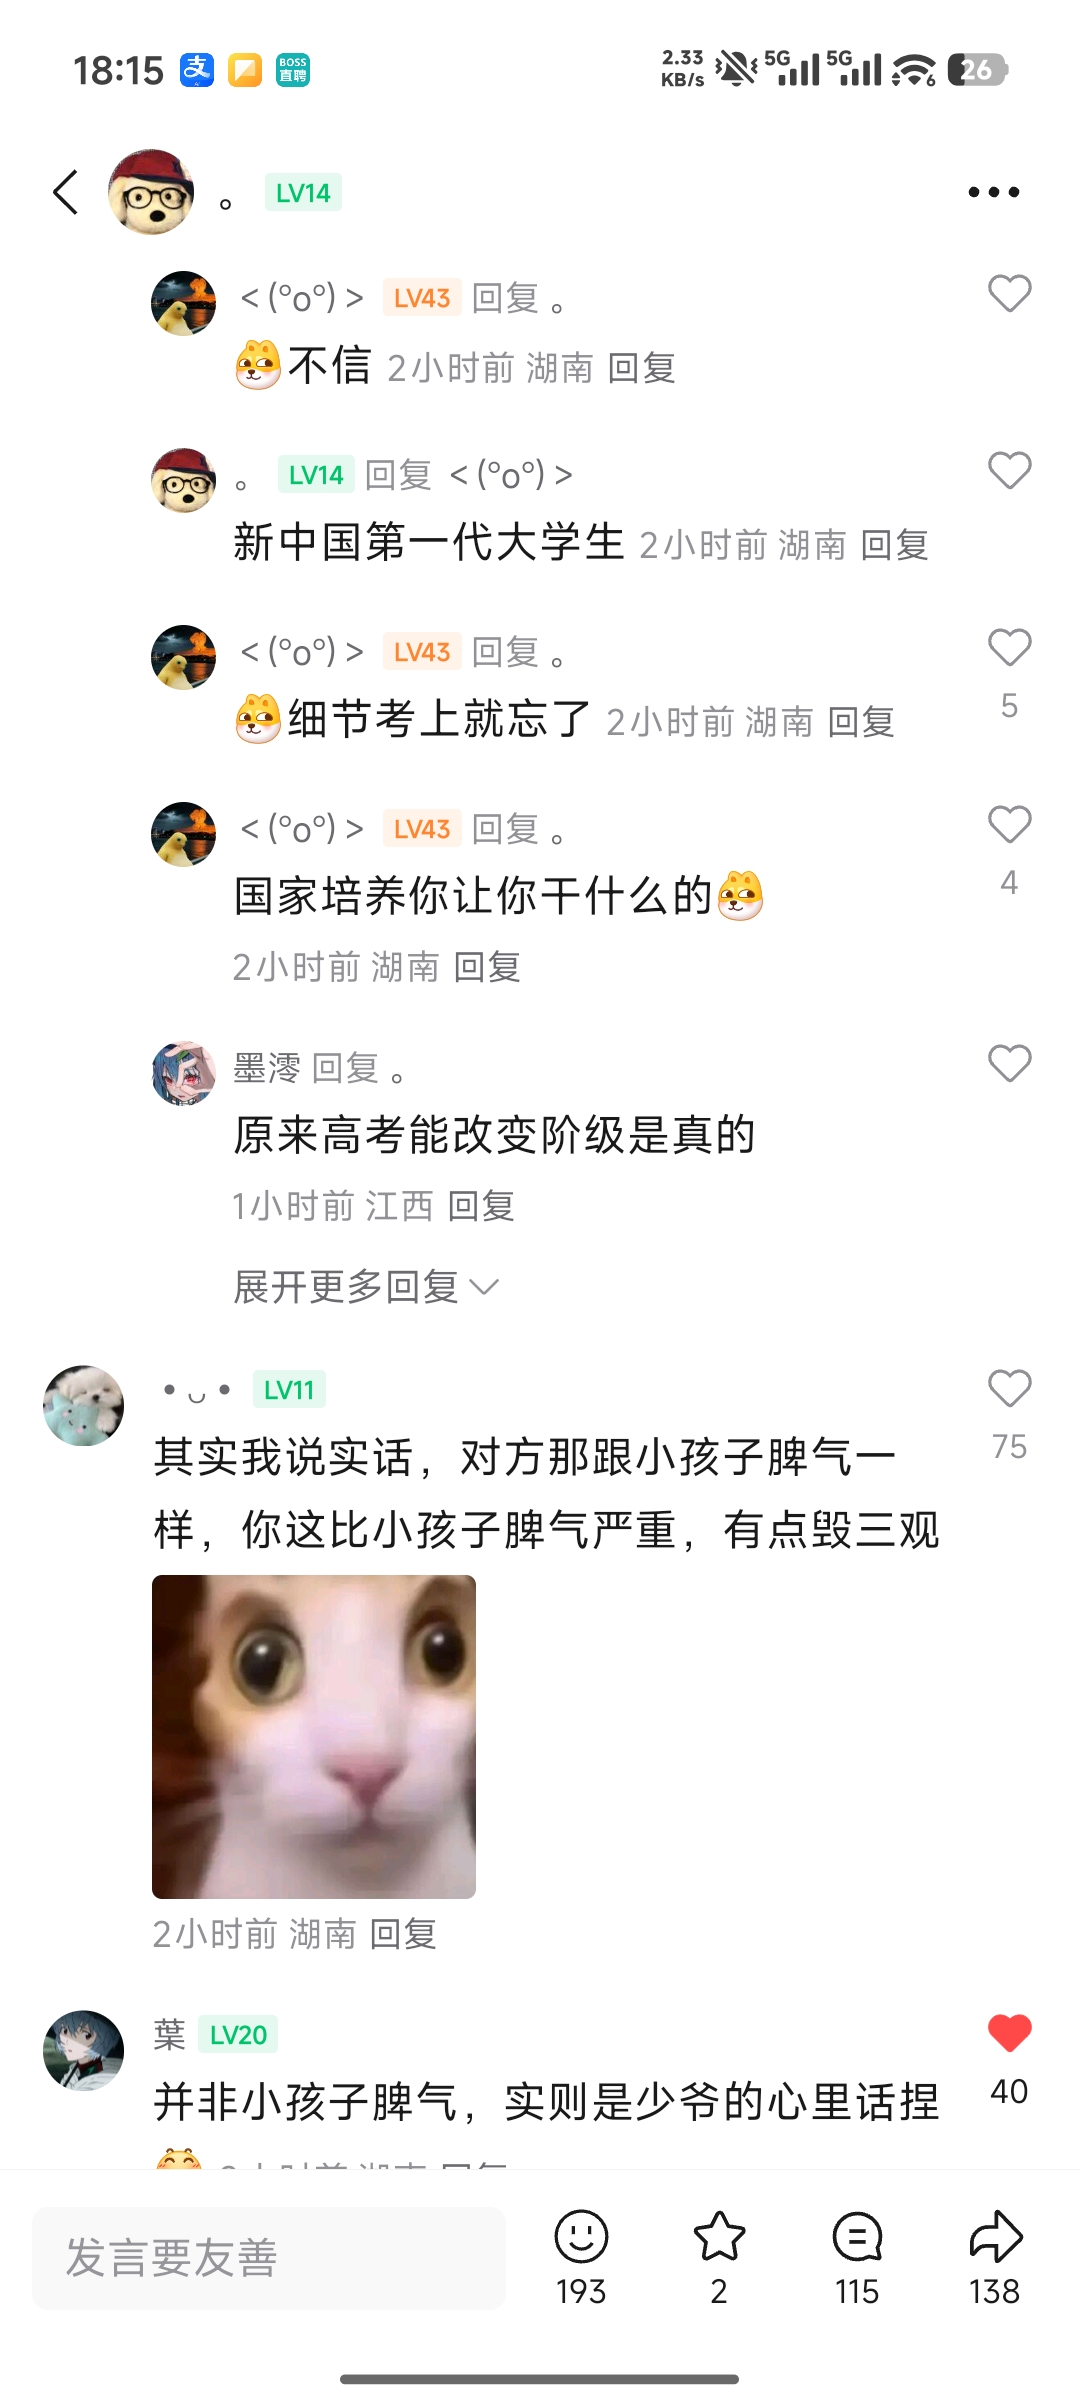 18:15 支 BOSS直聘 2.33 KB/s 5G 5G 6 26
。 LV14
<(°o°)> LV43 回复 。
不信 2小时前 湖南 回复
。 LV14 回复 <(°o°)>
新中国第一代大学生 2小时前 湖南 回复
<(°o°)> LV43 回复 。
细节考上就忘了 2小时前 湖南 回复
5
<(°o°)> LV43 回复 。
国家培养你让你干什么的
4
2小时前 湖南 回复
墨澪 回复 。
原来高考能改变阶级是真的
1小时前 江西 回复
展开更多回复
•◡• LV11
其实我说实话，对方那跟小孩子脾气一
75
样，你这比小孩子脾气严重，有点毁三观
2小时前 湖南 回复
葉 LV20
并非小孩子脾气，实则是少爷的心里话捏
40
发言要友善
193 2 115 138